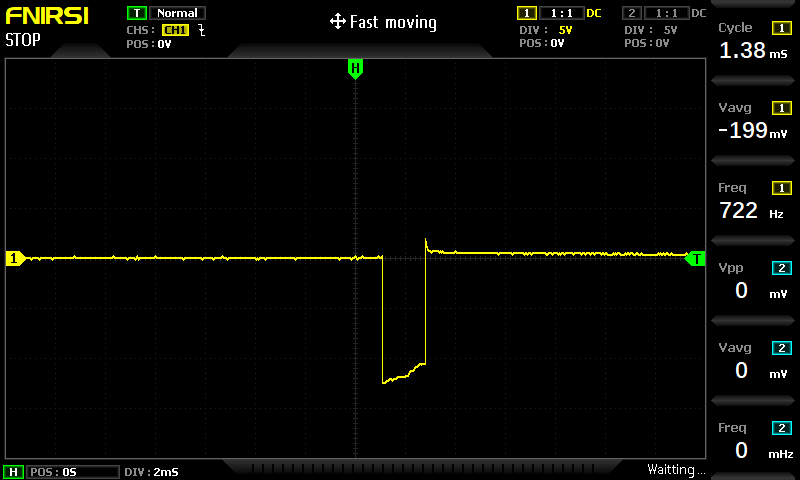 FNIRSI
STOP
T Normal
CHS: CH1
POS: 0V
Fast moving
1 1:1 DC
DIV: 5V
POS: 0V
2 1:1 DC
DIV: 5V
POS: 0V
H
1
T
Cycle 1
1.38 mS
Vavg 1
-199 mV
Freq 1
722 Hz
Vpp 2
0 mV
Vavg 2
0 mV
Freq 2
0 mHz
H POS: 0S DIV: 2mS
Waitting...